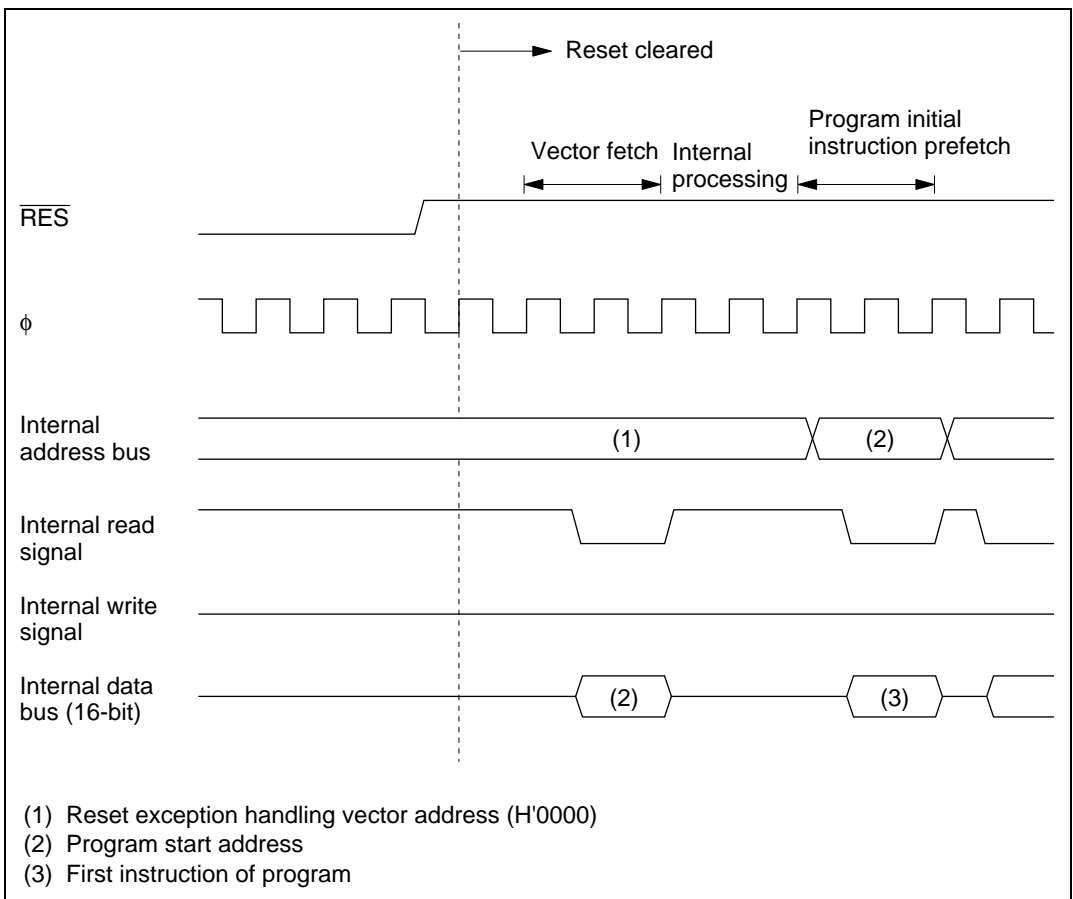 Reset cleared
Program initial
Vector fetch Internal instruction prefetch
processing
RES
ϕ
Internal
address bus
(1)
(2)
Internal read
signal
Internal write
signal
Internal data
bus (16-bit)
(2)
(3)
(1) Reset exception handling vector address (H'0000)
(2) Program start address
(3) First instruction of program